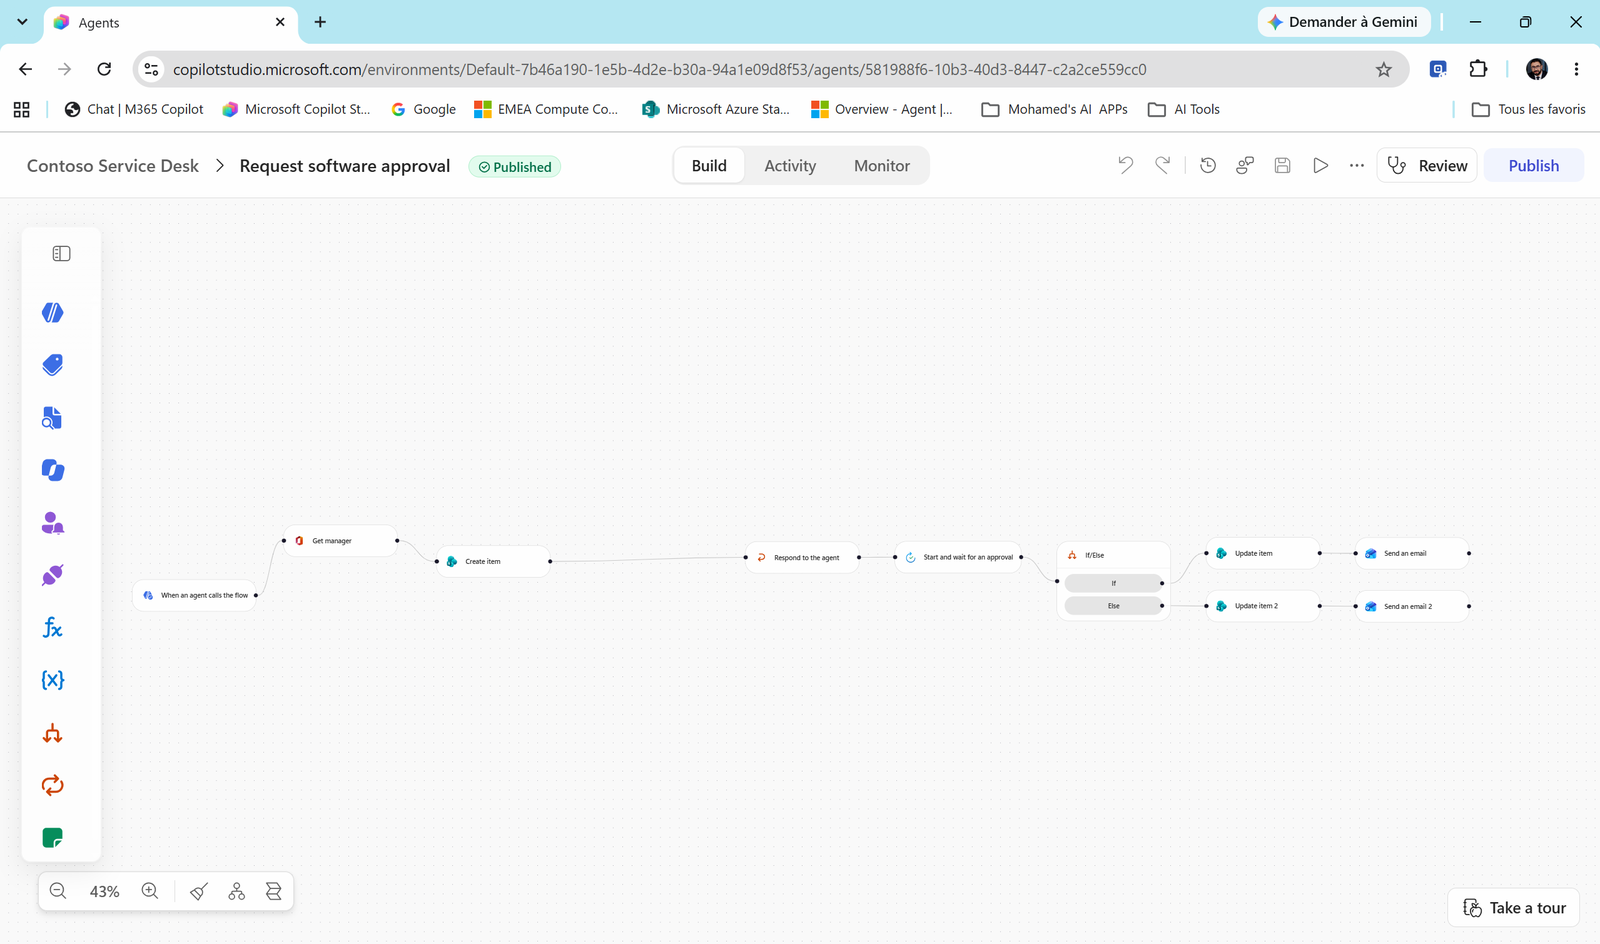 Agents
Demander à Gemini
copilotstudio.microsoft.com/environments/Default-7b46a190-1e5b-4d2e-b30a-94a1e09d8f53/agents/581988f6-10b3-40d3-8447-c2a2ce559cc0
Chat | M365 Copilot
Microsoft Copilot St...
Google
EMEA Compute Co...
Microsoft Azure Sta...
Overview - Agent |...
Mohamed's AI APPs
AI Tools
Tous les favoris
Contoso Service Desk > Request software approval
Published
Build
Activity
Monitor
Review
Publish
When an agent calls the flow
Get manager
Create item
Respond to the agent
Start and wait for an approval
If/Else
If
Else
Update item
Send an email
Update item 2
Send an email 2
43%
Take a tour